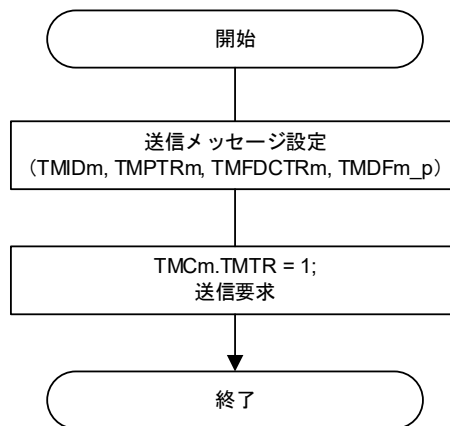 開始
送信メッセージ設定
（TMIDm, TMPTRm, TMFDCTRm, TMDFm_p）
TMCm.TMTR = 1;
送信要求
終了